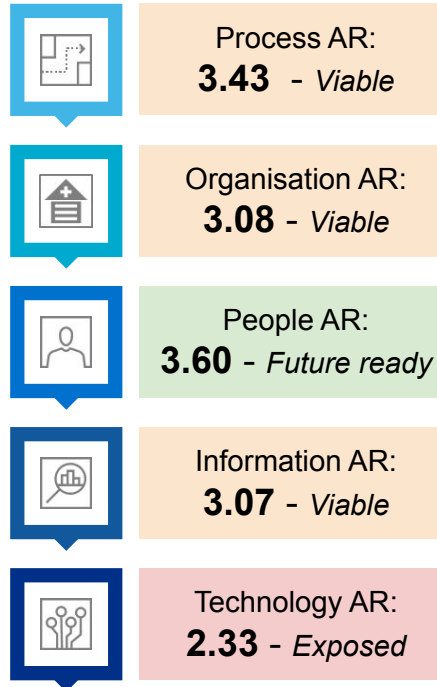 Process AR:
3.43 - Viable
Organisation AR:
3.08 - Viable
People AR:
3.60 - Future ready
Information AR:
3.07 - Viable
Technology AR:
2.33 - Exposed